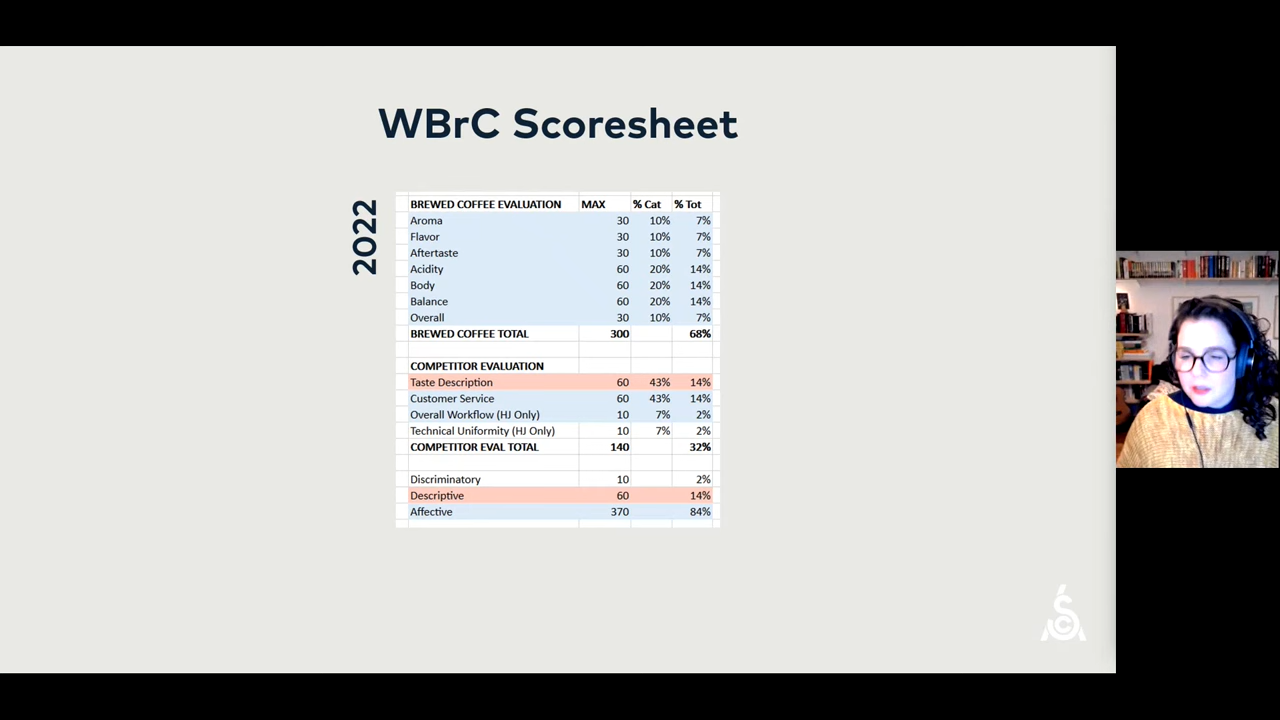 WBrC Scoresheet
2022
BREWED COFFEE EVALUATION MAX % Cat % Tot
Aroma 30 10% 7%
Flavor 30 10% 7%
Aftertaste 30 10% 7%
Acidity 60 20% 14%
Body 60 20% 14%
Balance 60 20% 14%
Overall 30 10% 7%
BREWED COFFEE TOTAL 300 68%
COMPETITOR EVALUATION
Taste Description 60 43% 14%
Customer Service 60 43% 14%
Overall Workflow (HJ Only) 10 7% 2%
Technical Uniformity (HJ Only) 10 7% 2%
COMPETITOR EVAL TOTAL 140 32%
Discriminatory 10 2%
Descriptive 60 14%
Affective 370 84%
SCA